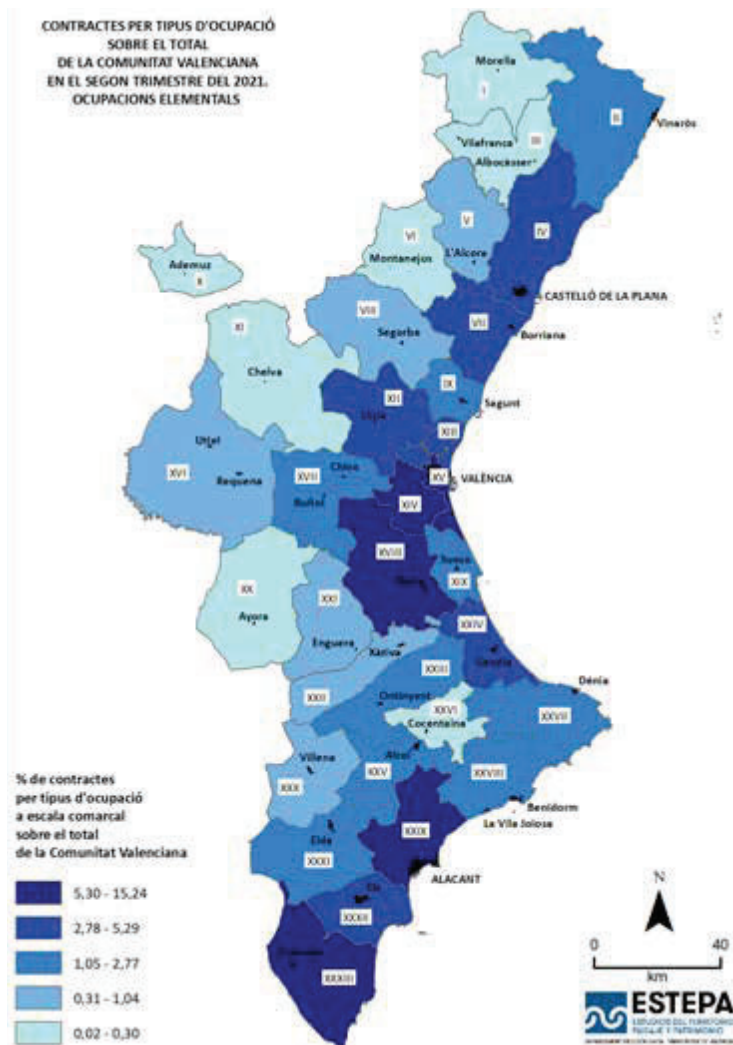 CONTRACTES PER TIPUS D'OCUPACIÓ
SOBRE EL TOTAL
DE LA COMUNITAT VALENCIANA
EN EL SEGON TRIMESTRE DEL 2021.
OCUPACIONS ELEMENTALS
Morella
I
II
Vinaròs
Vilafranca
III
Albocàsser
V
IV
VI
L'Alcora
Montanejos
Ademuz
X
CASTELLÓ DE LA PLANA
VIII
VII
Borriana
Segorbe
XI
Chelva
XII
IX
Llíria
Sagunt
XIII
Utiel
XVI
Requena
XVIII
Chiva
XV
VALÈNCIA
Buñol
XIV
XVIII
Sueca
XIX
XX
XXI
Ayora
XXIV
Enguera
Xàtiva
Gandia
XXIII
XXII
Ontinyent
Dénia
XXVI
XXVII
Cocentaina
Villena
Alcoi
XXV
XXVIII
XXX
Benidorm
La Vila Joiosa
XXIX
Elda
XXXI
ALACANT
Elx
XXXII
XXXIII
% de contractes
per tipus d'ocupació
a escala comarcal
sobre el total
de la Comunitat Valenciana
5,30 - 15,24
2,78 - 5,29
1,05 - 2,77
0,31 - 1,04
0,02 - 0,30
N
0 40
km
ESTEPA
ESTUDIOS DEL TERRITORIO
PAISAJE Y PATRIMONIO